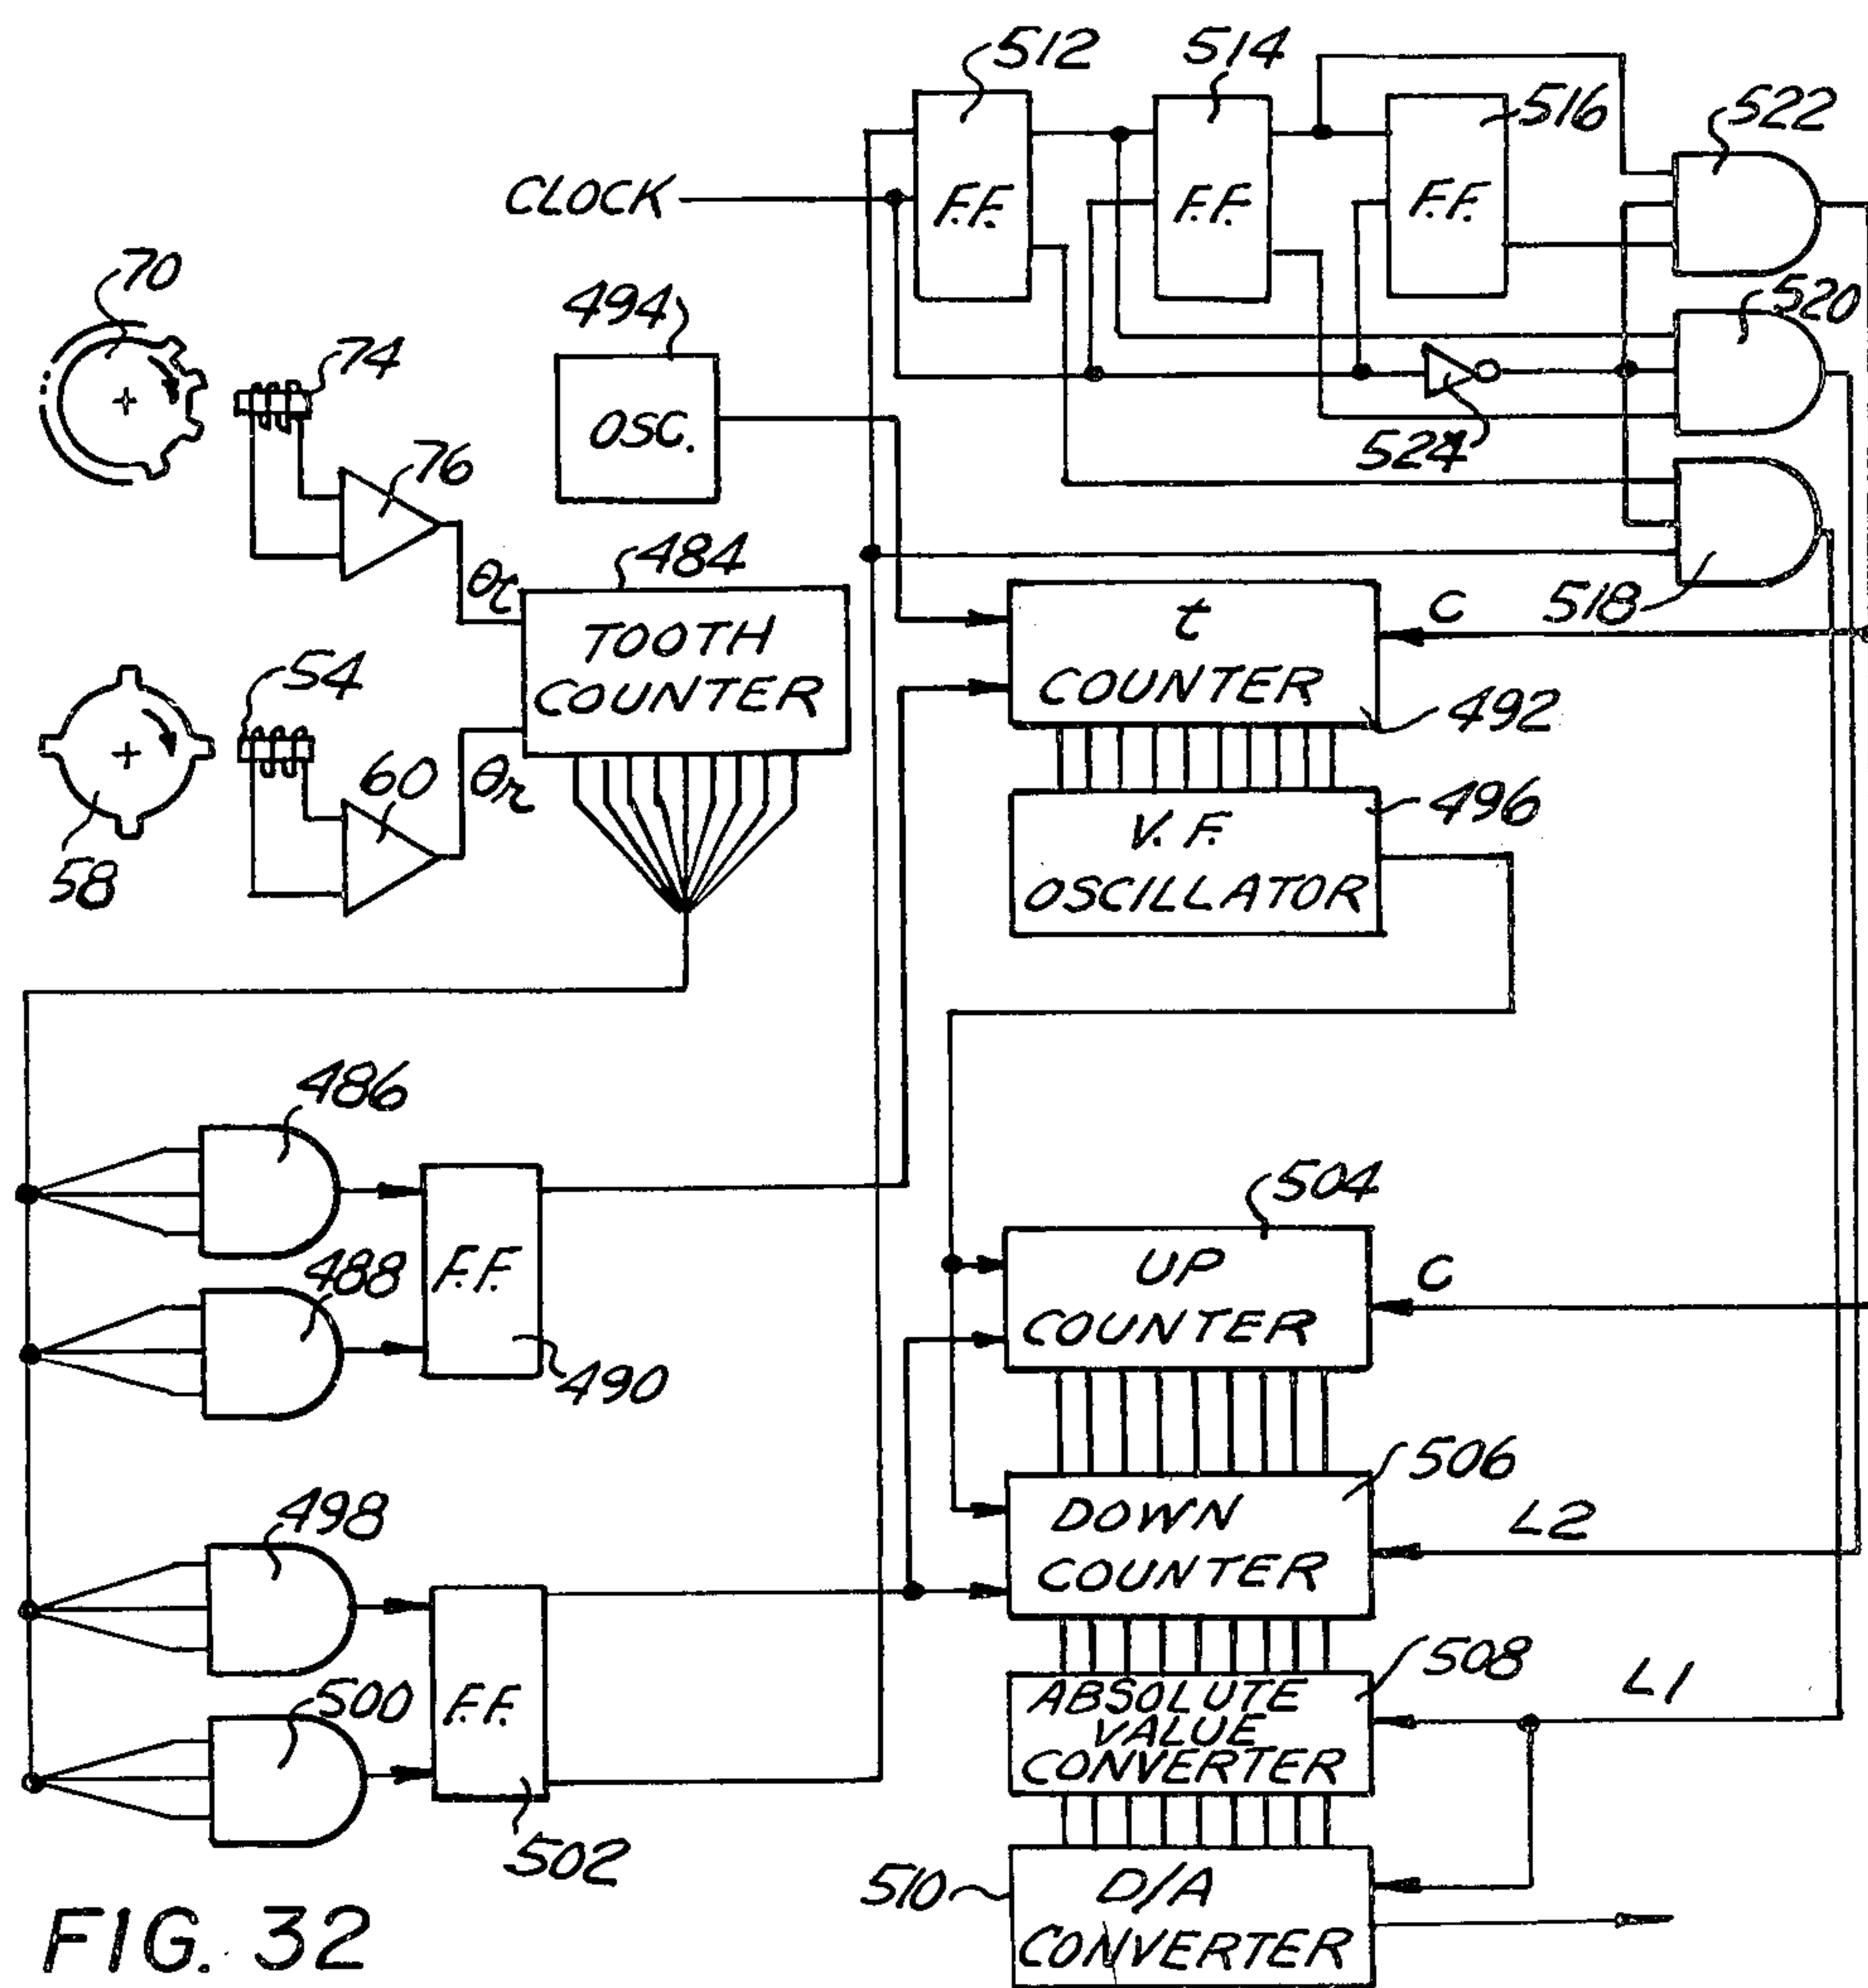 512
514
516
522
CLOCK
F.F.
F.F.
F.F.
70
494
520
74
OSC.
524
76
484
θt
TOOTH
COUNTER
t
COUNTER
C
518
54
492
60
θr
496
V. F.
OSCILLATOR
58
486
504
488
F.F.
UP
COUNTER
C
490
506
498
DOWN
COUNTER
L2
508
500
F.F.
ABSOLUTE
VALUE
CONVERTER
L1
502
510
D/A
CONVERTER
FIG. 32